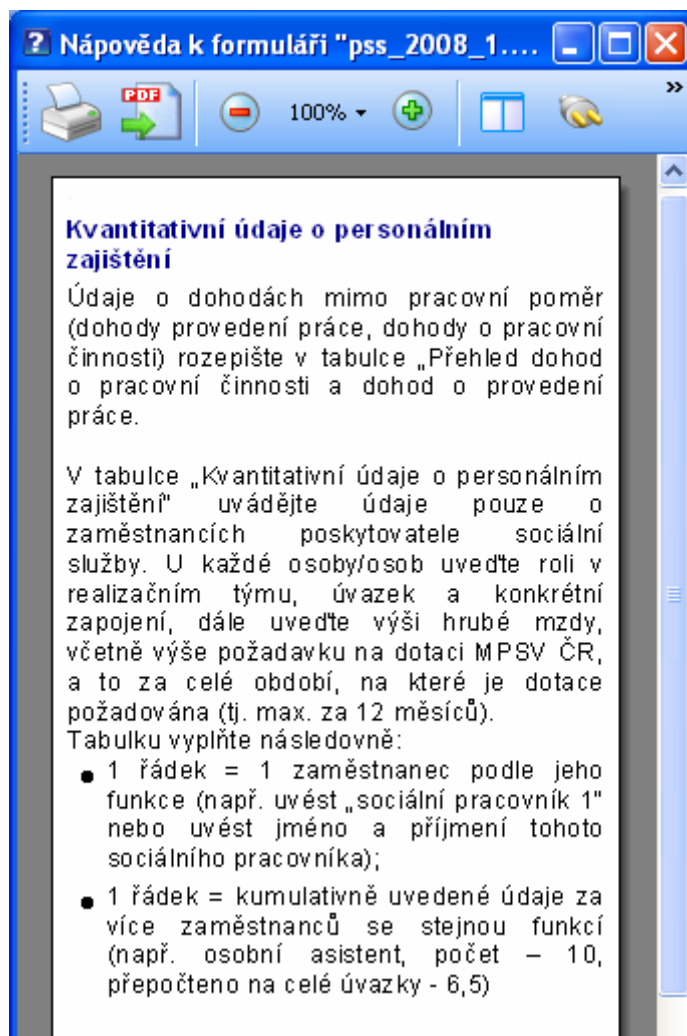 Nápověda k formuláři "pss_2008_1....
PDF
100%
»
Kvantitativní údaje o personálním
zajištění
Údaje o dohodách mimo pracovní poměr
(dohody provedení práce, dohody o pracovní
činnosti) rozepište v tabulce „Přehled dohod
o pracovní činnosti a dohod o provedení
práce.
V tabulce „Kvantitativní údaje o personálním
zajištění" uvádějte údaje pouze o
zaměstnancích poskytovatele sociální
služby. U každé osoby/osob uveďte roli v
realizačním týmu, úvazek a konkrétní
zapojení, dále uveďte výši hrubé mzdy,
včetně výše požadavku na dotaci MPSV ČR,
a to za celé období, na které je dotace
požadována (tj. max. za 12 měsíců).
Tabulku vyplňte následovně:
● 1 řádek = 1 zaměstnanec podle jeho
funkce (např. uvést „sociální pracovník 1"
nebo uvést jméno a příjmení tohoto
sociálního pracovníka);
● 1 řádek = kumulativně uvedené údaje za
více zaměstnanců se stejnou funkcí
(např. osobní asistent, počet – 10,
přepočteno na celé úvazky - 6,5)